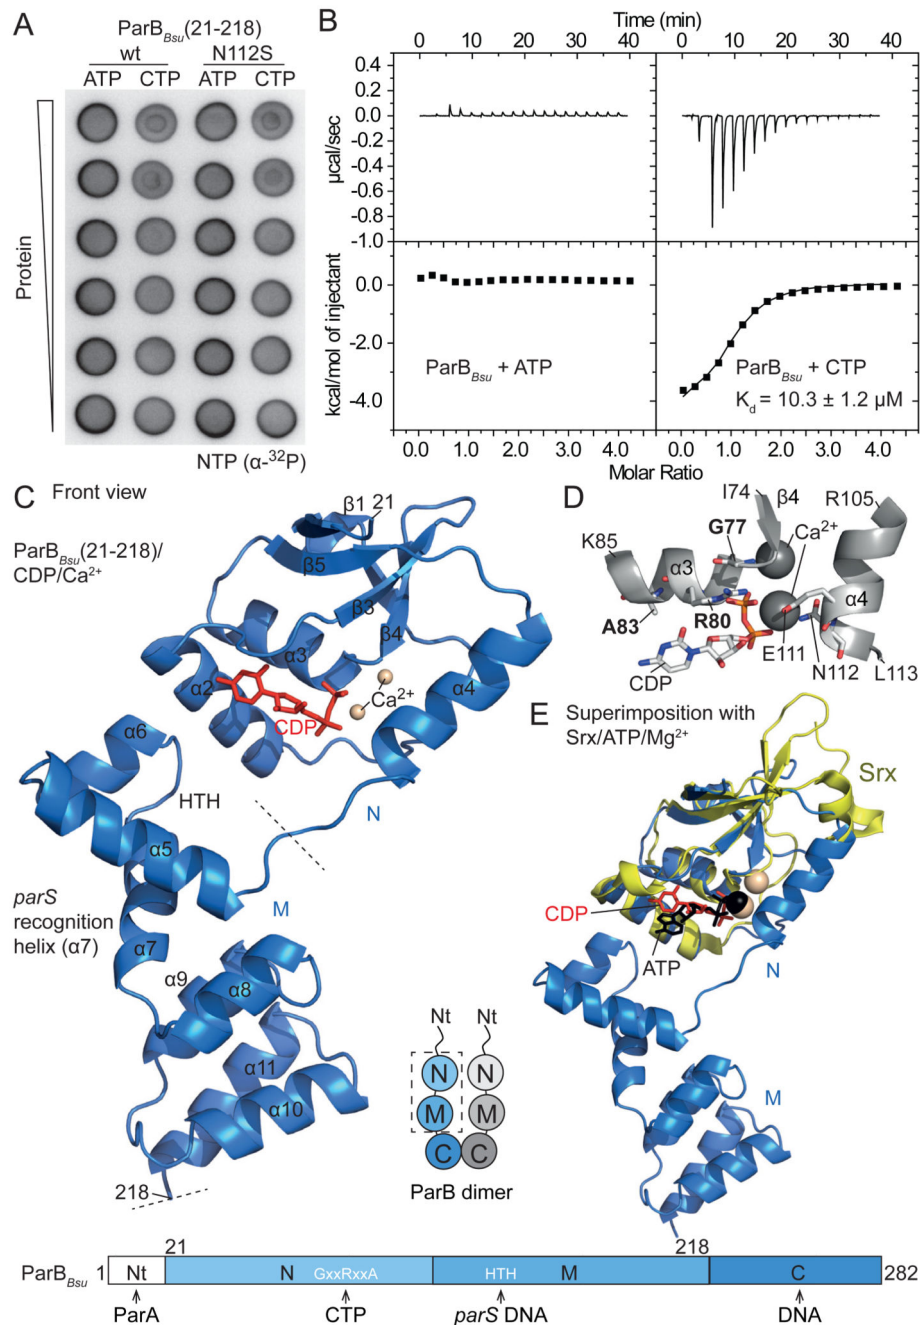 A
ParB Bsu (21-218)
wt N112S
ATP CTP ATP CTP
Protein
NTP (α-³²P)
B
Time (min)
0 10 20 30 40 0 10 20 30 40
µcal/sec
0.4
0.2
0.0
-0.2
-0.4
-0.6
-0.8
-1.0
kcal/mol of injectant
0.0
-2.0
-4.0
ParB Bsu + ATP
ParB Bsu + CTP
K d = 10.3 ± 1.2 µM
0.0 1.0 2.0 3.0 4.0 0.0 1.0 2.0 3.0 4.0
Molar Ratio
C Front view
ParB Bsu (21-218)/
CDP/Ca²⁺
β1
21
β5
β3
β4
α3
α2
α4
Ca²⁺
CDP
α6
HTH
N
α5
M
parS
recognition
helix (α7)
α7
α9
α8
α11
α10
218
Nt Nt
N N
M M
C C
ParB dimer
D
I74
β4
R105
G77
Ca²⁺
K85
α3
α4
A83
R80
E111
N112
L113
CDP
E Superimposition with
Srx/ATP/Mg²⁺
Srx
CDP
ATP
N
M
21 218
ParB Bsu 1 Nt N GxxRxxA HTH M C 282
ParA CTP parS DNA DNA